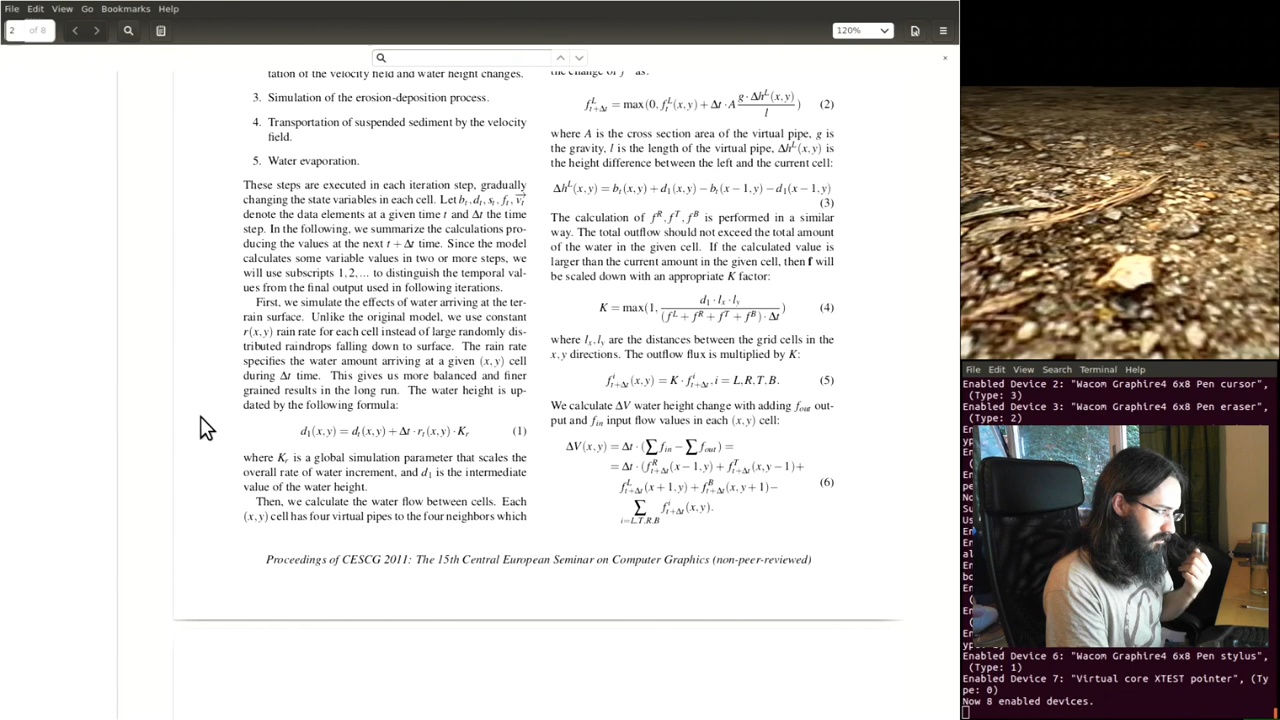 File Edit View Go Bookmarks Help
2 of 8
120%
tation of the velocity field and water height changes.
3. Simulation of the erosion-deposition process.
4. Transportation of suspended sediment by the velocity
field.
5. Water evaporation.
These steps are executed in each iteration step, gradually
changing the state variables in each cell. Let b_t, d_t, s_t, f_t, \vec{v_t}
denote the data elements at a given time t and Δt the time
step. In the following, we summarize the calculations pro-
ducing the values at the next t + Δt time. Since the model
calculates some variable values in two or more steps, we
will use subscripts 1,2,... to distinguish the temporal val-
ues from the final output used in following iterations.
First, we simulate the effects of water arriving at the ter-
rain surface. Unlike the original model, we use constant
r(x,y) rain rate for each cell instead of large randomly dis-
tributed raindrops falling down to surface. The rain rate
specifies the water amount arriving at a given (x,y) cell
during Δt time. This gives us more balanced and finer
grained results in the long run. The water height is up-
dated by the following formula:
d_1(x,y) = d_t(x,y) + Δt · r_t(x,y) · K_r (1)
where K_r is a global simulation parameter that scales the
overall rate of water increment, and d_1 is the intermediate
value of the water height.
Then, we calculate the water flow between cells. Each
(x,y) cell has four virtual pipes to the four neighbors which
the change of f as:
f^L_{t+Δt} = max(0, f^L_t(x,y) + Δt · A g·Δh^L(x,y) / l ) (2)
where A is the cross section area of the virtual pipe, g is
the gravity, l is the length of the virtual pipe, Δh^L(x,y) is
the height difference between the left and the current cell:
Δh^L(x,y) = b_t(x,y) + d_1(x,y) − b_t(x−1,y) − d_1(x−1,y)
(3)
The calculation of f^R, f^T, f^B is performed in a similar
way. The total outflow should not exceed the total amount
of the water in the given cell. If the calculated value is
larger than the current amount in the given cell, then f will
be scaled down with an appropriate K factor:
K = max(1, d_1 · l_x · l_y / (f^L + f^R + f^T + f^B) · Δt ) (4)
where l_x, l_y are the distances between the grid cells in the
x,y directions. The outflow flux is multiplied by K:
f^i_{t+Δt}(x,y) = K · f^i_{t+Δt}, i = L,R,T,B. (5)
We calculate ΔV water height change with adding f_out out-
put and f_in input flow values in each (x,y) cell:
ΔV(x,y) = Δt · (∑ f_in − ∑ f_out) =
= Δt · (f^R_{t+Δt}(x−1,y) + f^T_{t+Δt}(x,y−1)+
f^L_{t+Δt}(x+1,y) + f^B_{t+Δt}(x,y+1)− (6)
∑_{i=L,T,R,B} f^i_{t+Δt}(x,y).
Proceedings of CESCG 2011: The 15th Central European Seminar on Computer Graphics (non-peer-reviewed)
File Edit View Search Terminal Help
Enabled Device 2: "Wacom Graphire4 6x8 Pen cursor",
(Type: 3)
Enabled Device 3: "Wacom Graphire4 6x8 Pen eraser",
(Type: 2)
Enabled Device 6: "Wacom Graphire4 6x8 Pen stylus",
(Type: 1)
Enabled Device 7: "Virtual core XTEST pointer", (Ty
pe: 0)
Now 8 enabled devices.